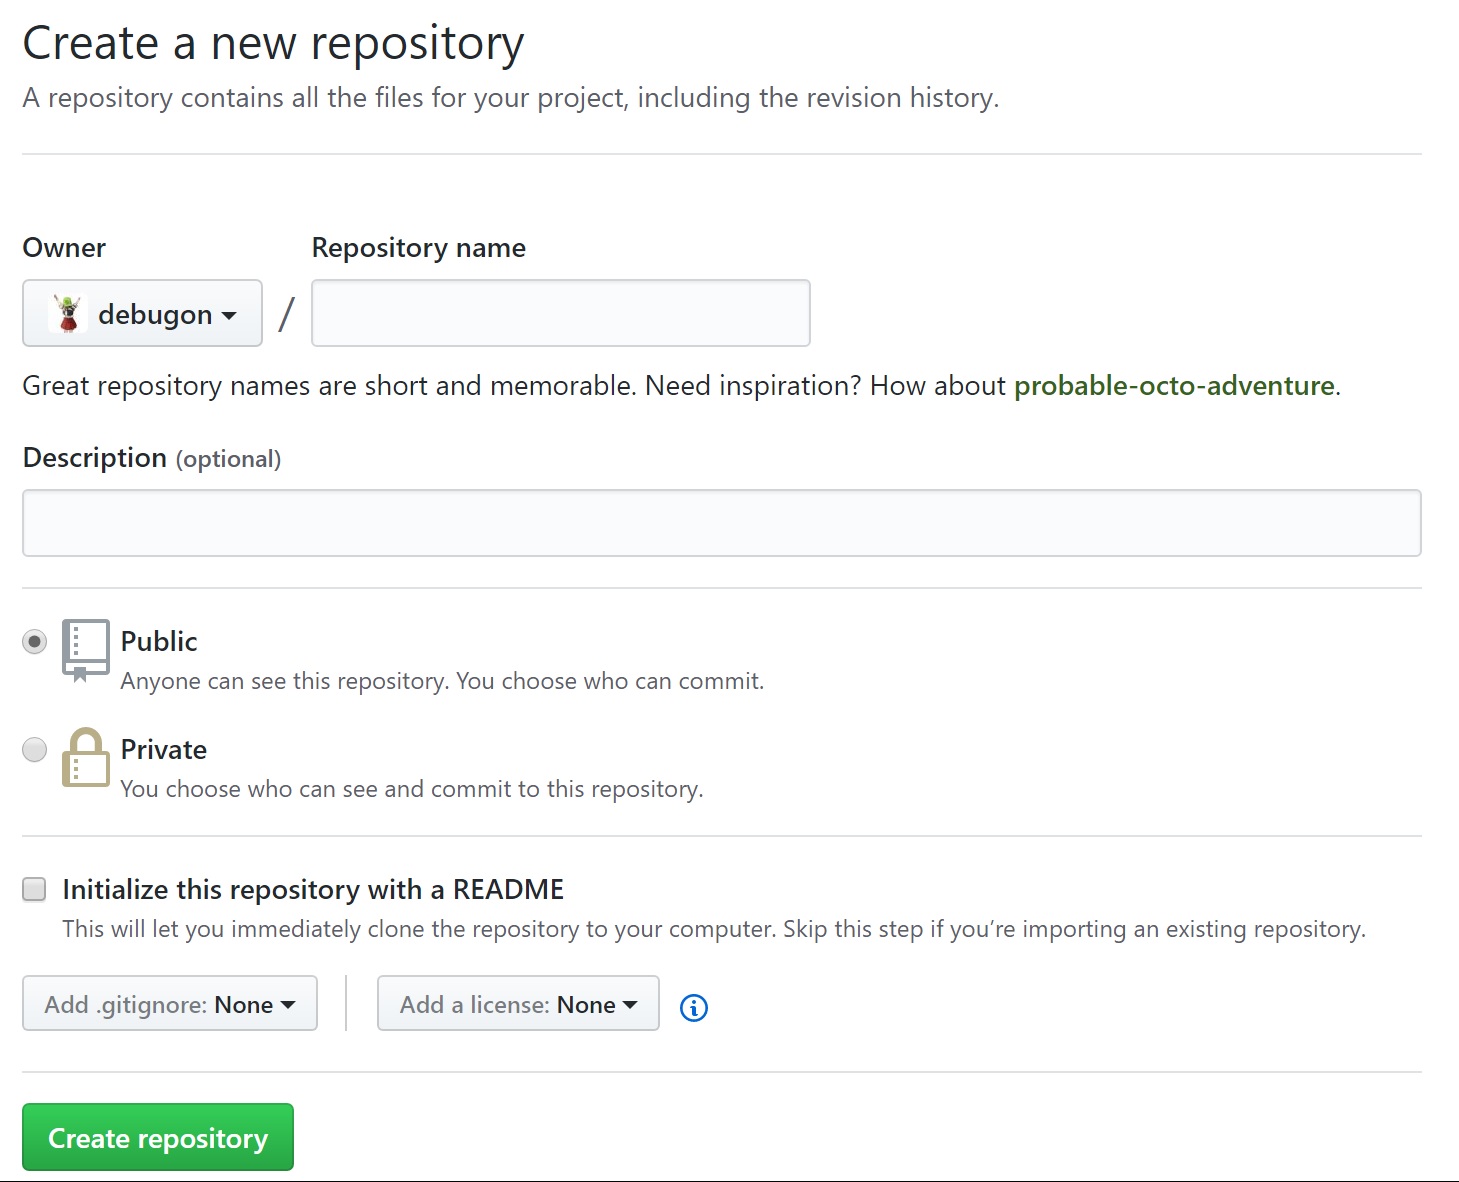 Create a new repository
A repository contains all the files for your project, including the revision history.
Owner Repository name
debugon /
Great repository names are short and memorable. Need inspiration? How about probable-octo-adventure.
Description (optional)
Public
Anyone can see this repository. You choose who can commit.
Private
You choose who can see and commit to this repository.
Initialize this repository with a README
This will let you immediately clone the repository to your computer. Skip this step if you’re importing an existing repository.
Add .gitignore: None Add a license: None
Create repository